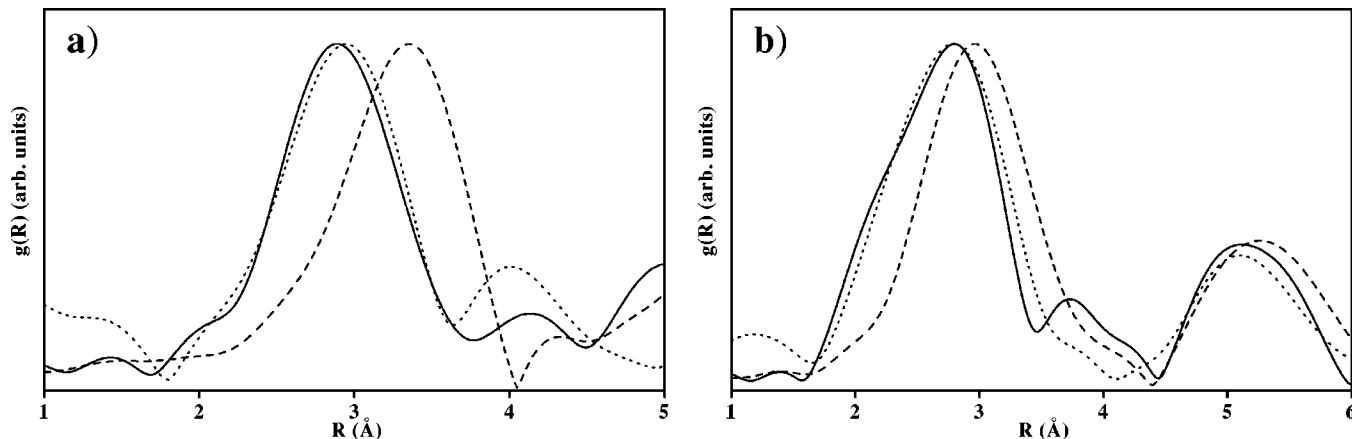 a)
g(R) (arb. units)
1 2 3 4 5
R (Å)
b)
g(R) (arb. units)
1 2 3 4 5 6
R (Å)